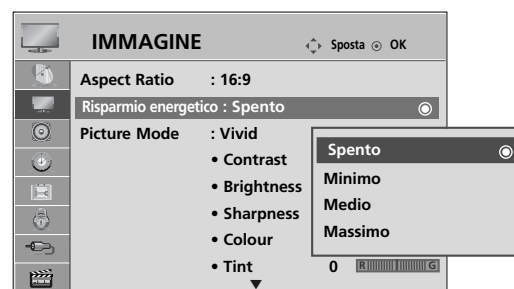 IMMAGINE
Sposta OK
Aspect Ratio : 16:9
Risparmio energetico : Spento
Picture Mode : Vivid
• Contrast
• Brightness
• Sharpness
• Colour
• Tint 0 R G
Spento
Minimo
Medio
Massimo